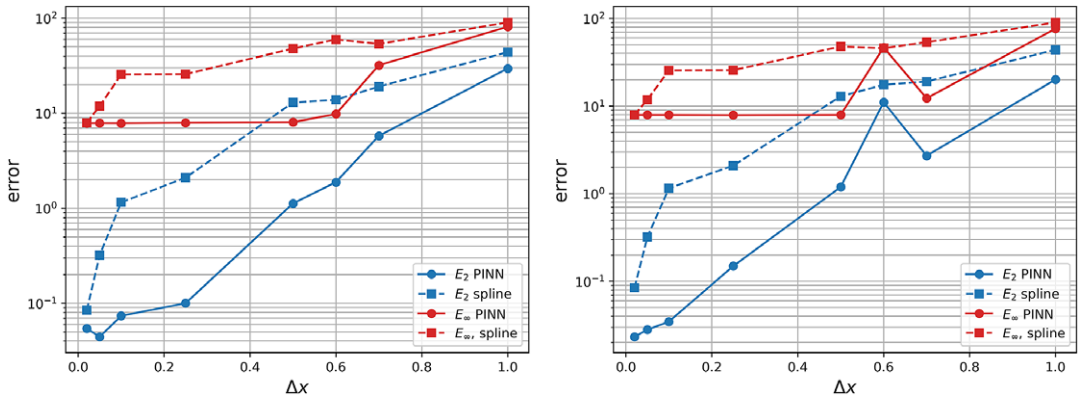 10²
10¹
10⁰
10⁻¹
error
0.0 0.2 0.4 0.6 0.8 1.0
Δx
E₂ PINN
E₂ spline
E∞ PINN
E∞, spline
10²
10¹
10⁰
10⁻¹
error
0.0 0.2 0.4 0.6 0.8 1.0
Δx
E₂ PINN
E₂ spline
E∞ PINN
E∞, spline